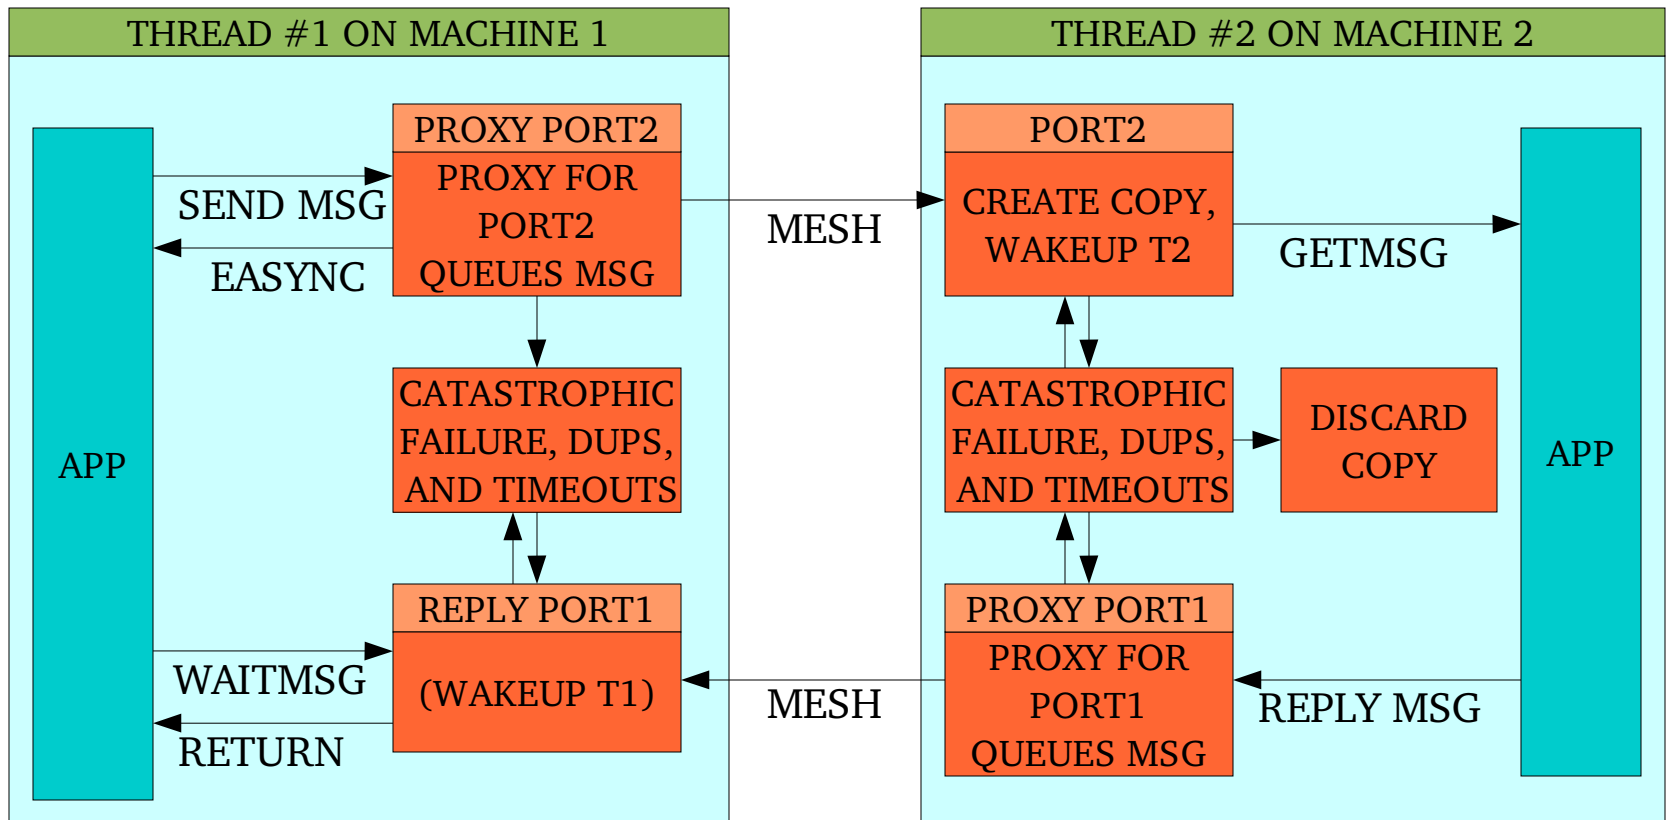 THREAD #1 ON MACHINE 1
THREAD #2 ON MACHINE 2
APP
SEND MSG
EASYNC
PROXY PORT2
PROXY FOR
PORT2
QUEUES MSG
MESH
PORT2
CREATE COPY,
WAKEUP T2
GETMSG
APP
CATASTROPHIC
FAILURE, DUPS,
AND TIMEOUTS
CATASTROPHIC
FAILURE, DUPS,
AND TIMEOUTS
DISCARD
COPY
WAITMSG
RETURN
REPLY PORT1
(WAKEUP T1)
MESH
PROXY PORT1
PROXY FOR
PORT1
QUEUES MSG
REPLY MSG